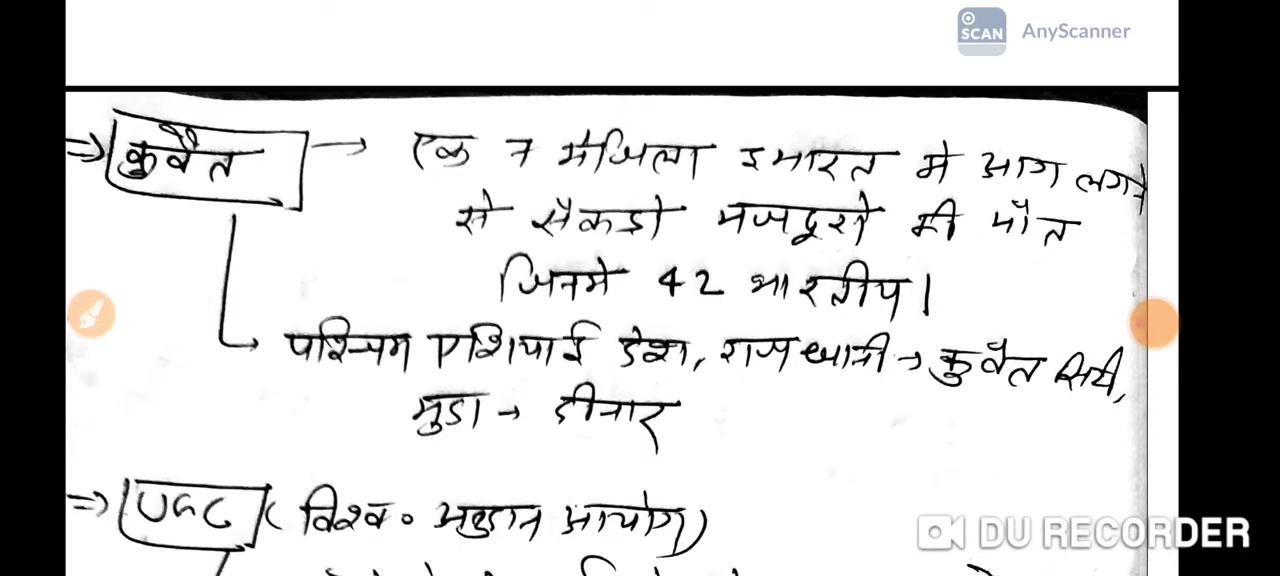 SCAN AnyScanner
=> कुवैत → एक 7 मंजिला इमारत मे आग लगने
से सैकडो मजदूरो की मौत
जिनमे 42 भारतीय।
→ पश्चिम एशियाई देश, राजधानी → कुवैत सिटी,
मुद्रा → दीनार
=> UGC (विश्व॰ अनुदान आयोग)
DU RECORDER